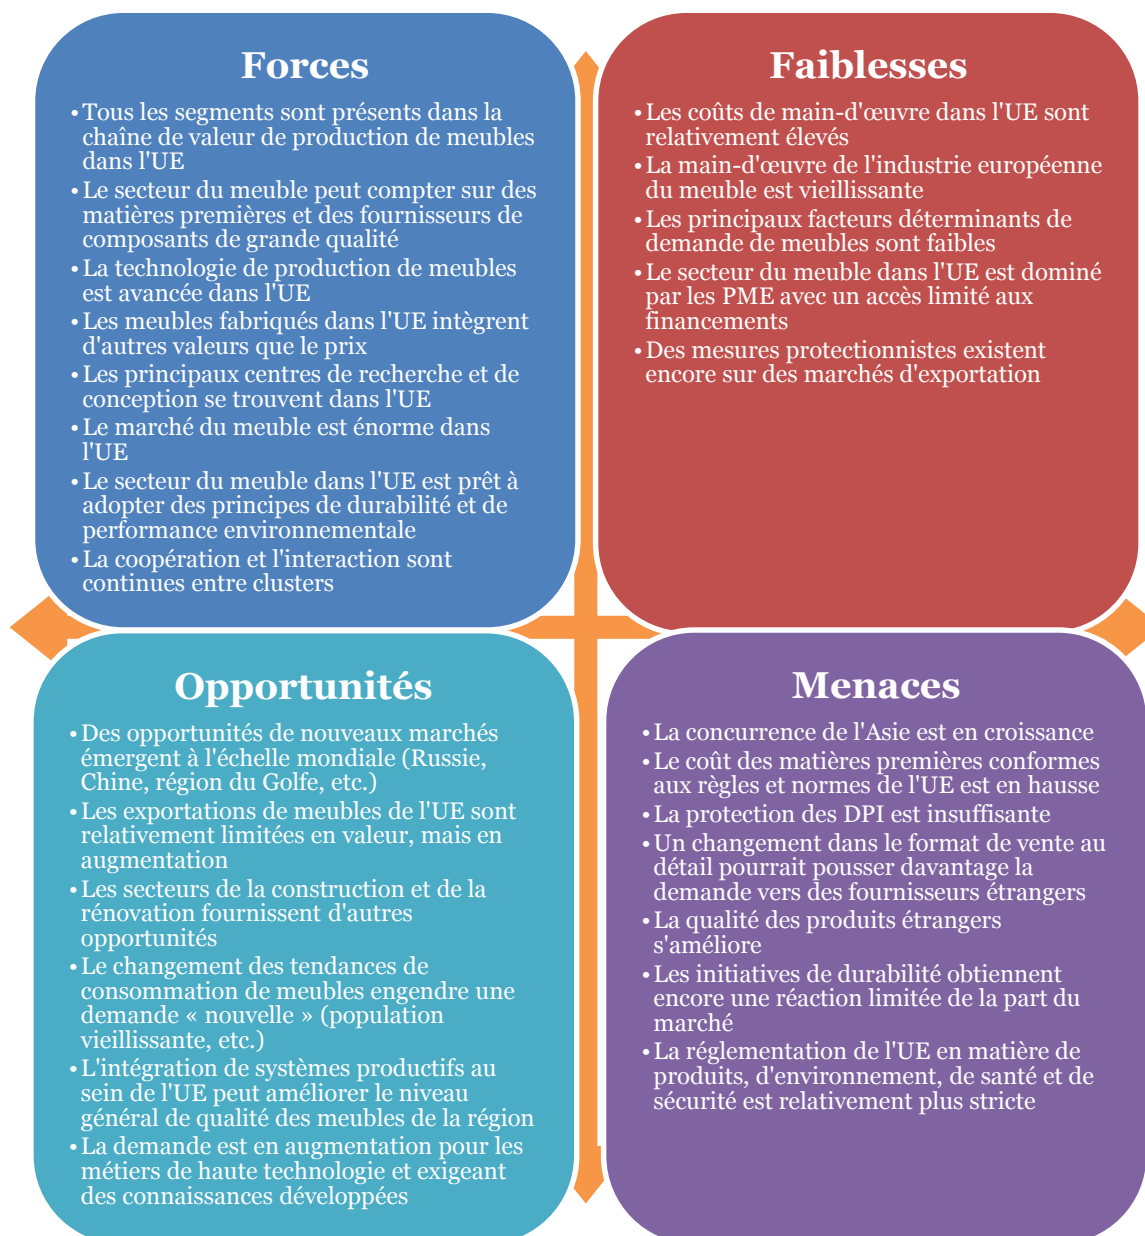 Forces
• Tous les segments sont présents dans la
chaîne de valeur de production de meubles
dans l'UE
• Le secteur du meuble peut compter sur des
matières premières et des fournisseurs de
composants de grande qualité
• La technologie de production de meubles
est avancée dans l'UE
• Les meubles fabriqués dans l'UE intègrent
d'autres valeurs que le prix
• Les principaux centres de recherche et de
conception se trouvent dans l'UE
• Le marché du meuble est énorme dans
l'UE
• Le secteur du meuble dans l'UE est prêt à
adopter des principes de durabilité et de
performance environnementale
• La coopération et l'interaction sont
continues entre clusters
Faiblesses
• Les coûts de main-d'œuvre dans l'UE sont
relativement élevés
• La main-d'œuvre de l'industrie européenne
du meuble est vieillissante
• Les principaux facteurs déterminants de
demande de meubles sont faibles
• Le secteur du meuble dans l'UE est dominé
par les PME avec un accès limité aux
financements
• Des mesures protectionnistes existent
encore sur des marchés d'exportation
Opportunités
• Des opportunités de nouveaux marchés
émergent à l'échelle mondiale (Russie,
Chine, région du Golfe, etc.)
• Les exportations de meubles de l'UE sont
relativement limitées en valeur, mais en
augmentation
• Les secteurs de la construction et de la
rénovation fournissent d'autres
opportunités
• Le changement des tendances de
consommation de meubles engendre une
demande « nouvelle » (population
vieillissante, etc.)
• L'intégration de systèmes productifs au
sein de l'UE peut améliorer le niveau
général de qualité des meubles de la région
• La demande est en augmentation pour les
métiers de haute technologie et exigeant
des connaissances développées
Menaces
• La concurrence de l'Asie est en croissance
• Le coût des matières premières conformes
aux règles et normes de l'UE est en hausse
• La protection des DPI est insuffisante
• Un changement dans le format de vente au
détail pourrait pousser davantage la
demande vers des fournisseurs étrangers
• La qualité des produits étrangers
s'améliore
• Les initiatives de durabilité obtiennent
encore une réaction limitée de la part du
marché
• La réglementation de l'UE en matière de
produits, d'environnement, de santé et de
sécurité est relativement plus stricte